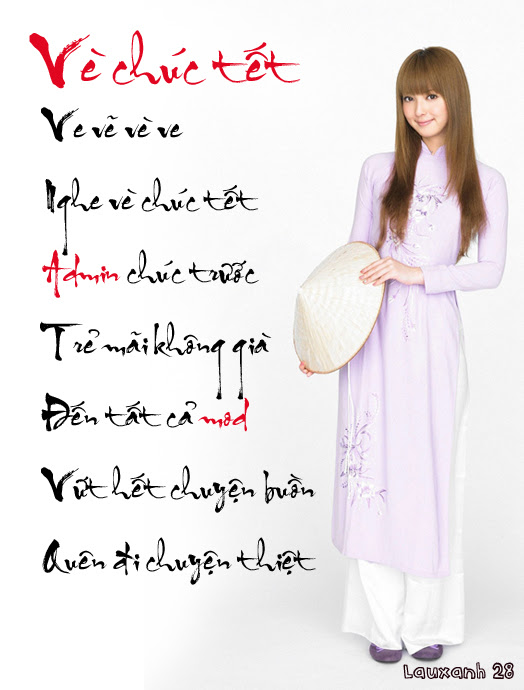 Vè chúc tết
Ve vẽ vè ve
Nghe vè chúc tết
Admin chúc trước
Trẻ mãi không già
Đến tất cả mod
Vứt hết chuyện buồn
Quên đi chuyện thiệt
Lauxanh 28